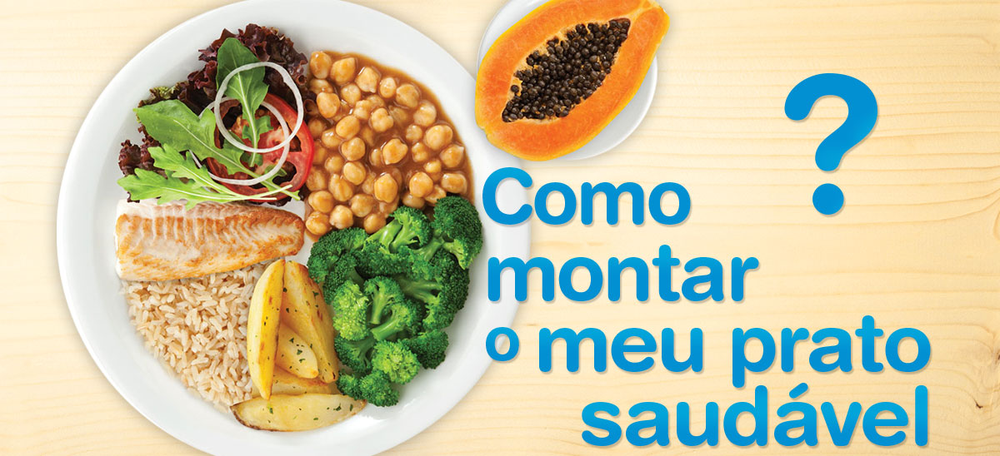 Como
montar
o meu prato
saudável
?